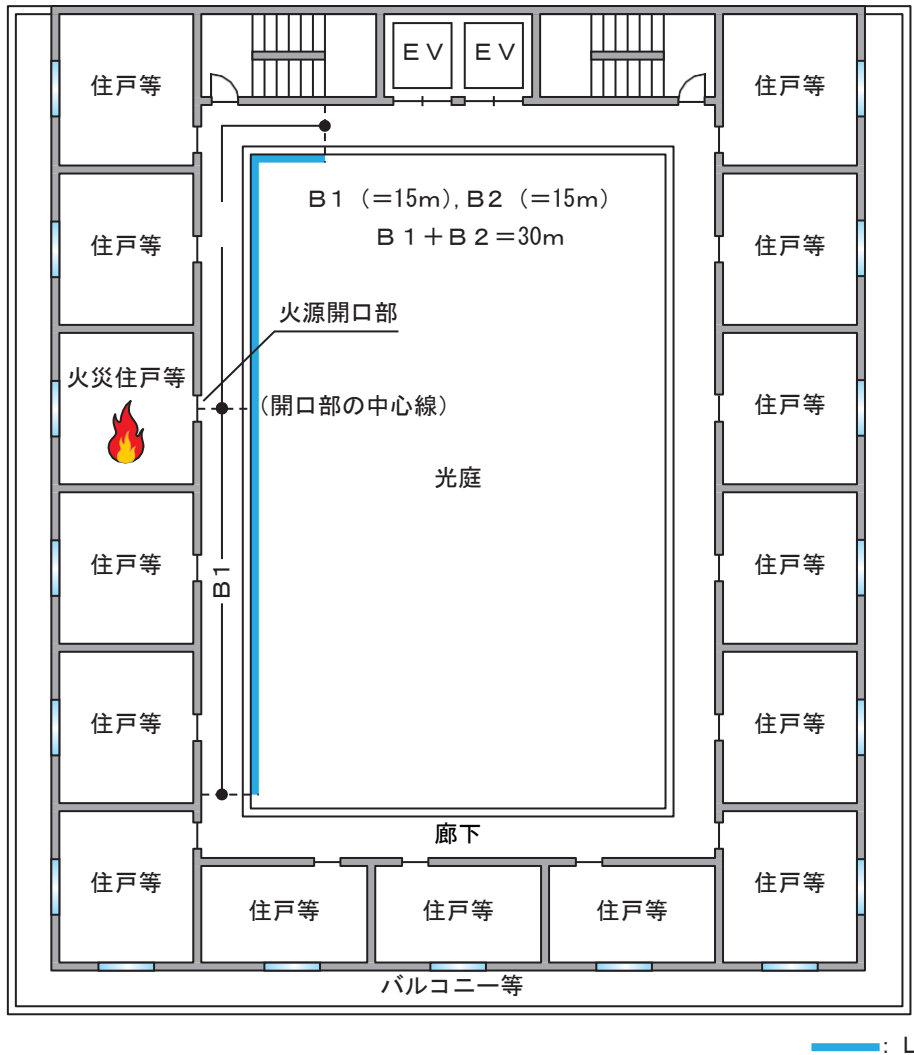 EV EV
住戸等 住戸等
B1（=15m）,B2（=15m）
B1+B2=30m
住戸等 住戸等
火源開口部
火災住戸等
（開口部の中心線）
住戸等
光庭
住戸等 住戸等
B1
住戸等 住戸等
廊下
住戸等 住戸等
住戸等 住戸等 住戸等
バルコニー等
: L